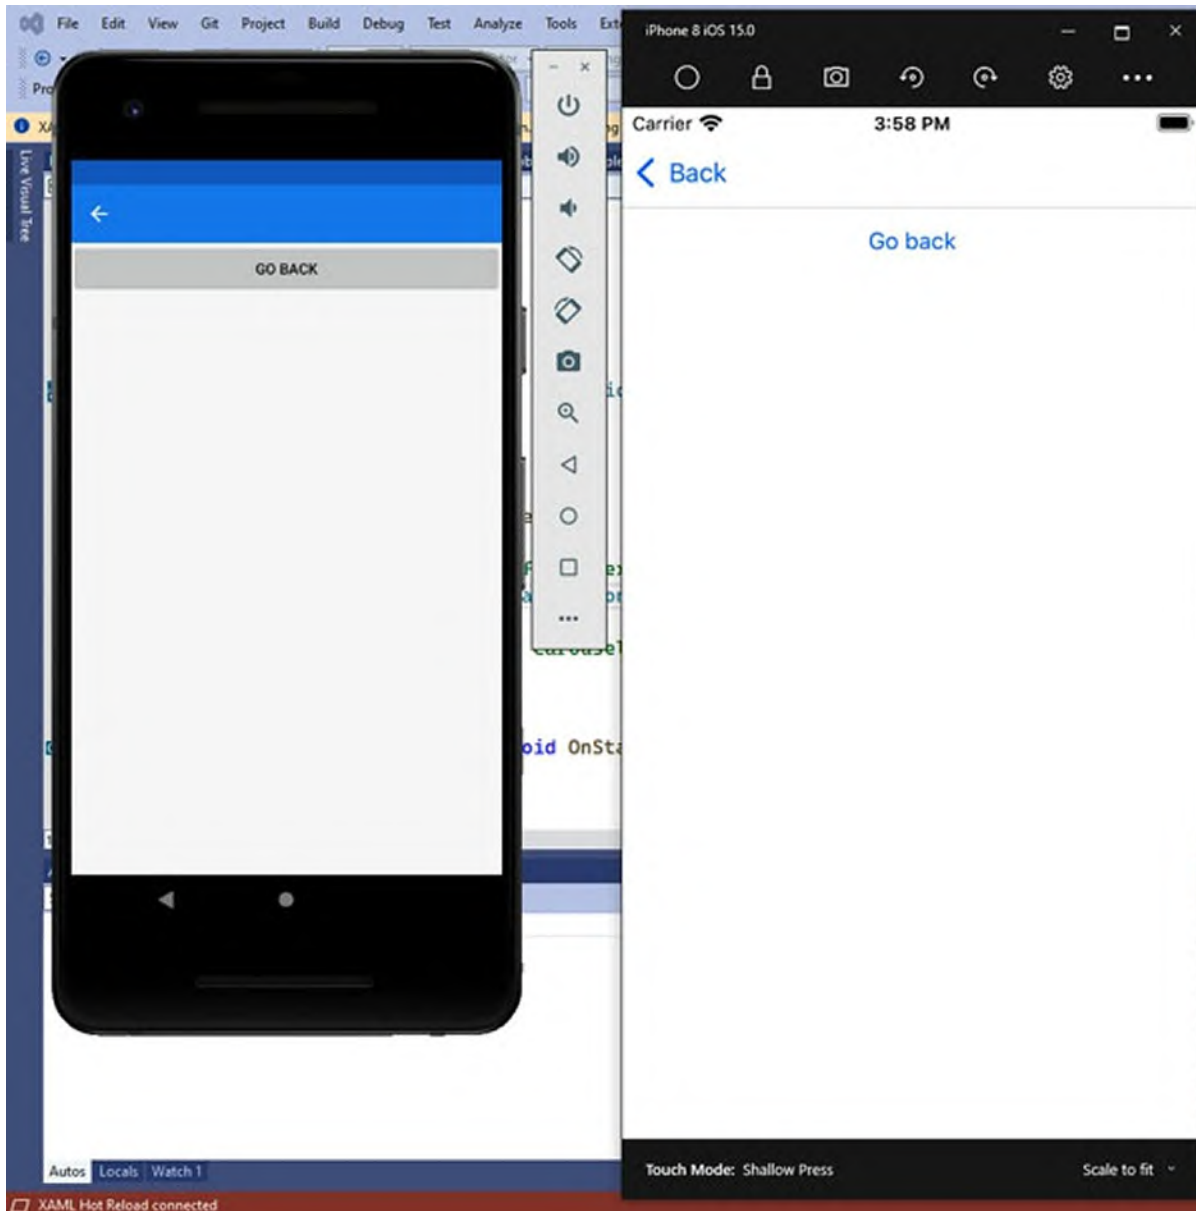 File Edit View Git Project Build Debug Test Analyze Tools
Live Visual Tree
GO BACK
oid OnSta
Autos Locals Watch 1
XAML Hot Reload connected
iPhone 8 iOS 15.0
Carrier 3:58 PM
Back
Go back
Touch Mode: Shallow Press Scale to fit